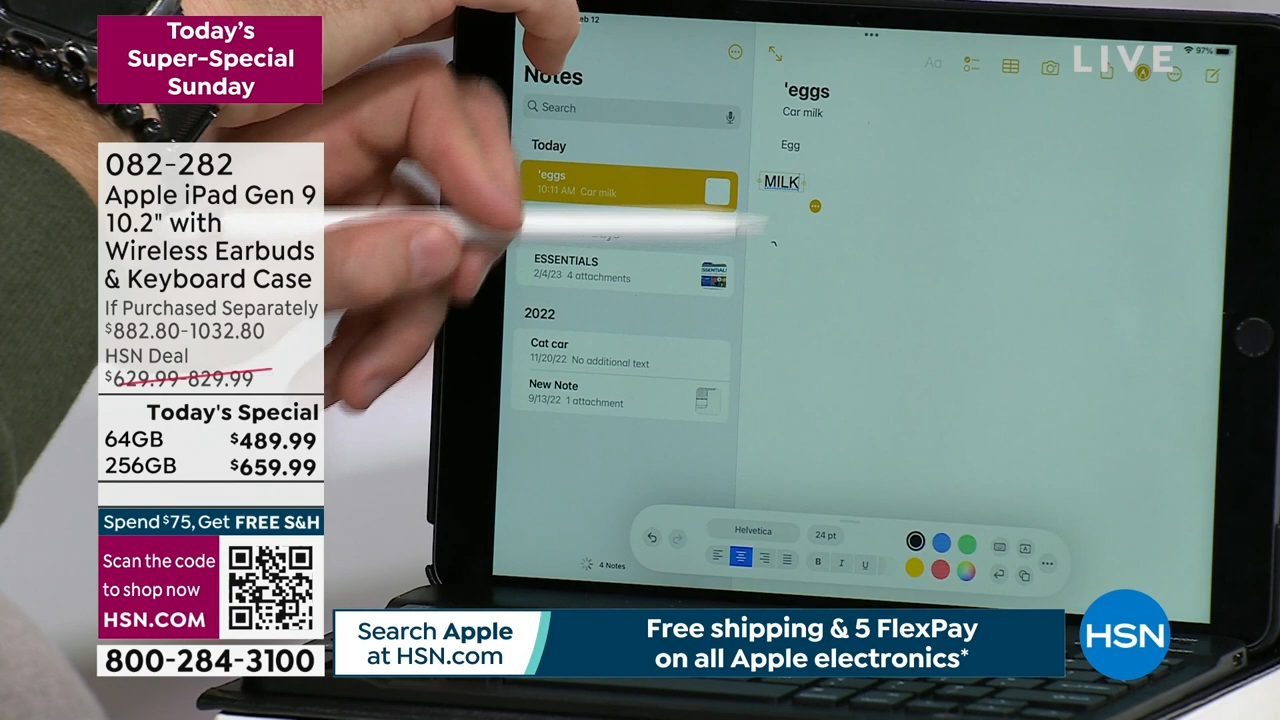 Today's
Super-Special
Sunday
082-282
Apple iPad Gen 9
10.2" with
Wireless Earbuds
& Keyboard Case
If Purchased Separately
$882.80-1032.80
HSN Deal
$629.99-829.99
Today's Special
64GB $489.99
256GB $659.99
Spend $75, Get FREE S&H
Scan the code
to shop now
HSN.COM
800-284-3100
Search Apple
at HSN.com
Free shipping & 5 FlexPay
on all Apple electronics*
HSN
LIVE
eb 12
97%
Notes
Search
Today
'eggs
10:11 AM Car milk
ESSENTIALS
2/4/23 4 attachments
2022
Cat car
11/20/22 No additional text
New Note
9/13/22 1 attachment
4 Notes
Aa
'eggs
Car milk
Egg
MILK
Helvetica
24 pt
B I U